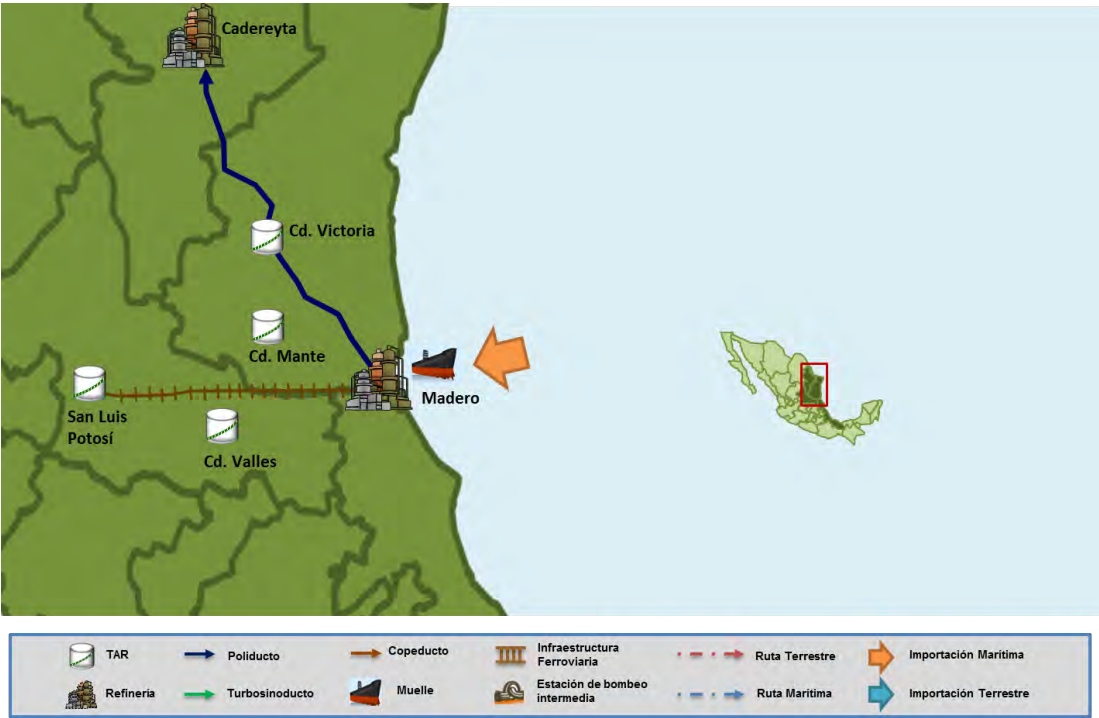 Cadereyta
Cd. Victoria
Cd. Mante
Madero
San Luis
Potosí
Cd. Valles
TAR
Poliducto
Copeducto
Infraestructura
Ferroviaria
Ruta Terrestre
Importación Marítima
Refinería
Turbosinoducto
Muelle
Estación de bombeo
intermedia
Ruta Marítima
Importación Terrestre